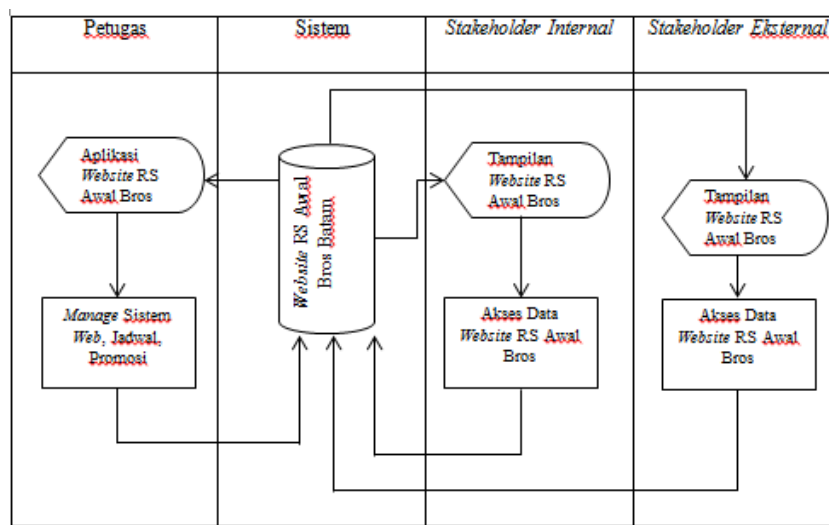 Petugas
Sistem
Stakeholder Internal
Stakeholder Eksternal
Aplikasi
Website RS
Awal Bros
Website RS Awal
Bros Batam
Tampilan
Website RS
Awal Bros
Tampilan
Website RS
Awal Bros
Manage Sistem
Web, Jadwal,
Promosi
Akses Data
Website RS Awal
Bros
Akses Data
Website RS Awal
Bros